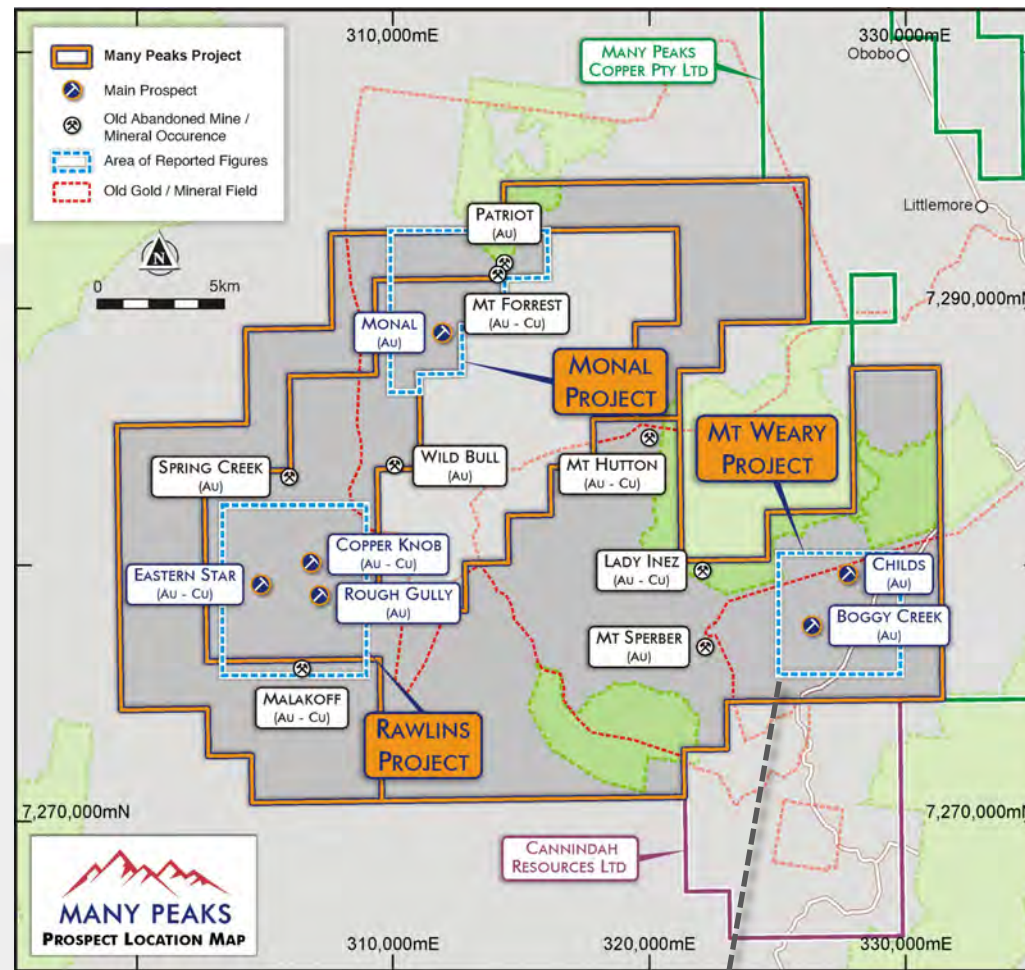 310,000mE
330,000mE
MANY PEAKS PROJECT
Main Prospect
Old Abandoned Mine /
Mineral Occurence
Area of Reported Figures
Old Gold / Mineral Field
MANY PEAKS
COPPER PTY LTD
Obobo
Littlemore
N
0
5km
PATRIOT
(AU)
MT FORREST
(AU - CU)
MONAL
(AU)
7,290,000mN
MONAL
PROJECT
MT WEARY
PROJECT
SPRING CREEK
(AU)
WILD BULL
(AU)
MT HUTTON
(AU - CU)
COPPER KNOB
(AU - CU)
EASTERN STAR
(AU - CU)
ROUGH GULLY
(AU)
LADY INEZ
(AU - CU)
CHILDS
(AU)
BOGGY CREEK
(AU)
MT SPERBER
(AU)
MALAKOFF
(AU - CU)
RAWLINS
PROJECT
7,270,000mN
7,270,000mN
CANNINDAH
RESOURCES LTD
MANY PEAKS
PROSPECT LOCATION MAP
310,000mE
320,000mE
330,000mE